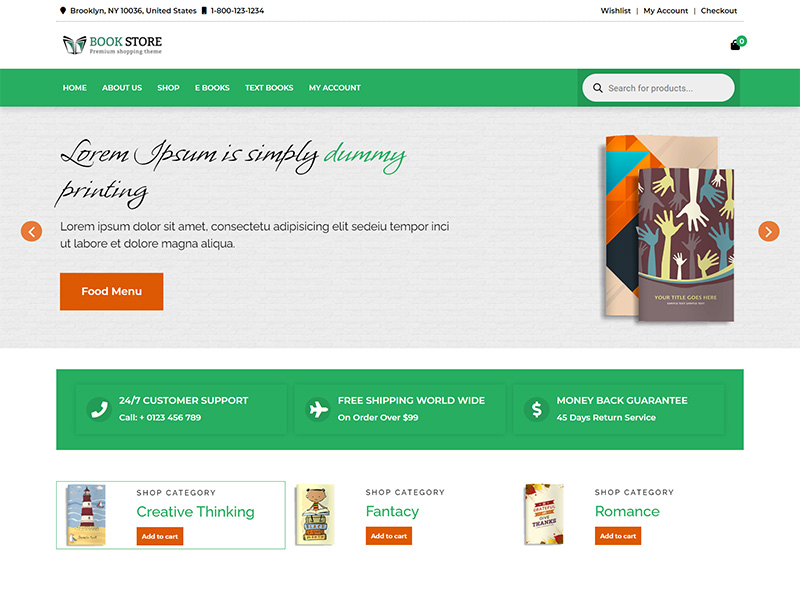 Brooklyn, NY 10036, United States 1-800-123-1234
Wishlist | My Account | Checkout
BOOK STORE
Premium shopping theme
0
HOME ABOUT US SHOP E BOOKS TEXT BOOKS MY ACCOUNT
Search for products...
Lorem Ipsum is simply dummy
printing
Lorem ipsum dolor sit amet, consectetu adipisicing elit sedeiu tempor inci
ut labore et dolore magna aliqua.
Food Menu
YOUR TITLE GOES HERE
24/7 CUSTOMER SUPPORT
Call: + 0123 456 789
FREE SHIPPING WORLD WIDE
On Order Over $99
MONEY BACK GUARANTEE
45 Days Return Service
SHOP CATEGORY
Creative Thinking
Add to cart
SHOP CATEGORY
Fantacy
Add to cart
GRATEFUL
GIVE
THANKS
SHOP CATEGORY
Romance
Add to cart